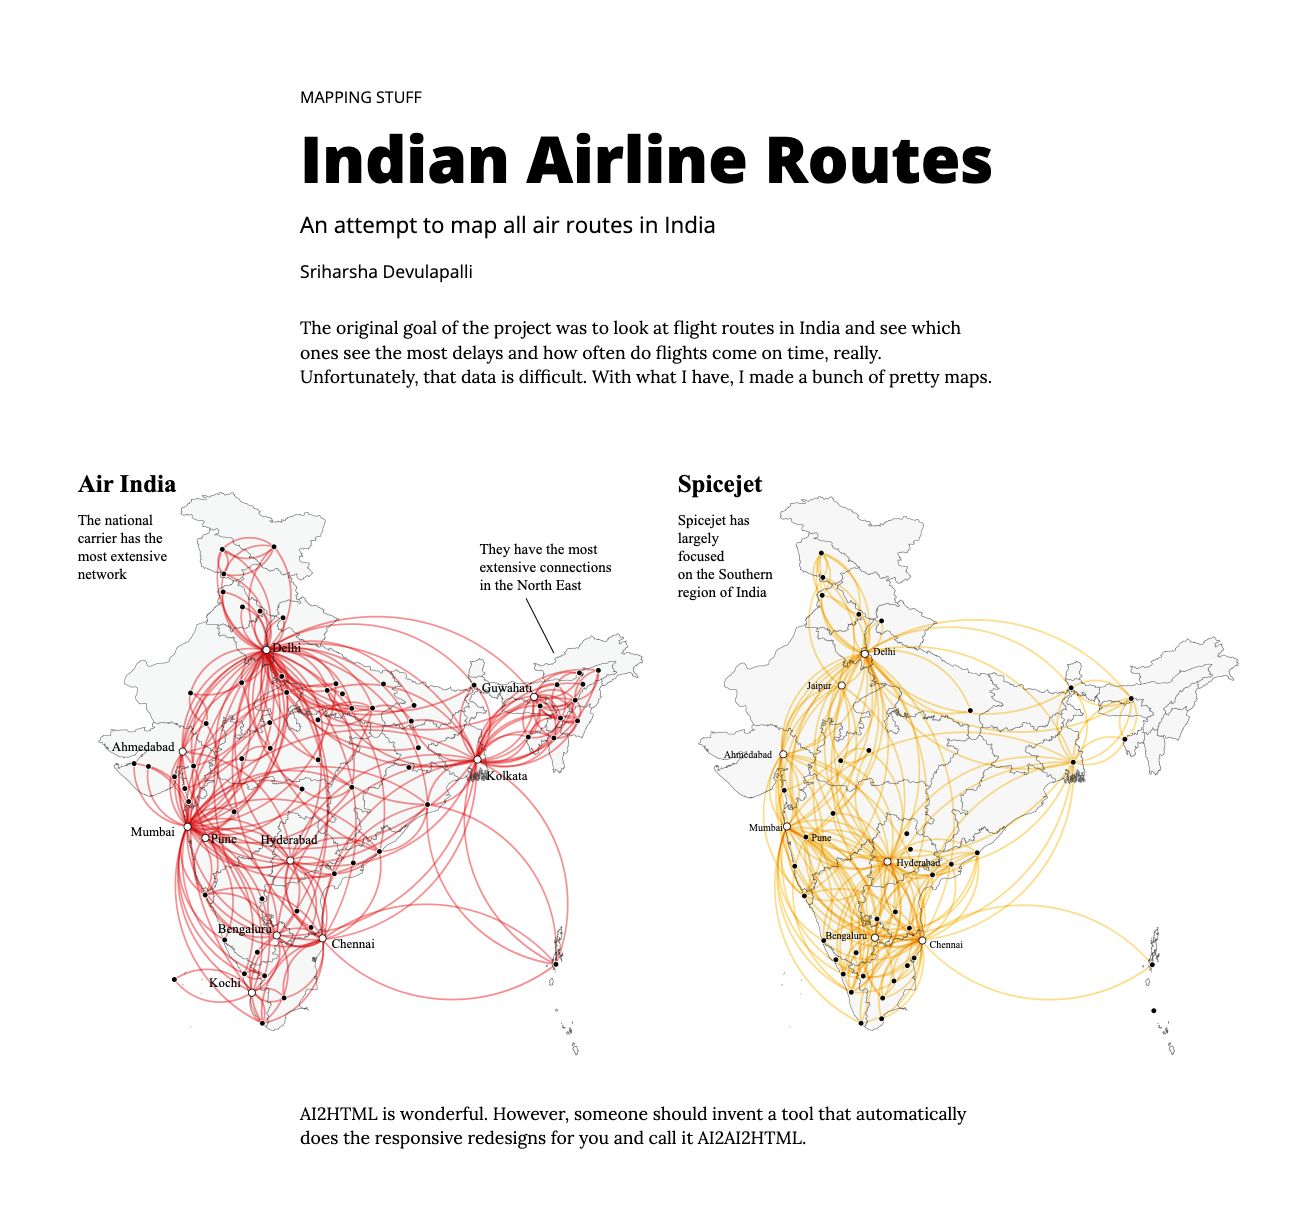 MAPPING STUFF
Indian Airline Routes
An attempt to map all air routes in India
Sriharsha Devulapalli
The original goal of the project was to look at flight routes in India and see which
ones see the most delays and how often do flights come on time, really.
Unfortunately, that data is difficult. With what I have, I made a bunch of pretty maps.
Air India
The national
carrier has the
most extensive
network
They have the most
extensive connections
in the North East
Delhi
Guwahati
Ahmedabad
Kolkata
Mumbai
Pune
Hyderabad
Bengaluru
Chennai
Kochi
Spicejet
Spicejet has
largely
focused
on the Southern
region of India
Delhi
Jaipur
Ahmedabad
Mumbai
Pune
Hyderabad
Bengaluru
Chennai
AI2HTML is wonderful. However, someone should invent a tool that automatically
does the responsive redesigns for you and call it AI2AI2HTML.